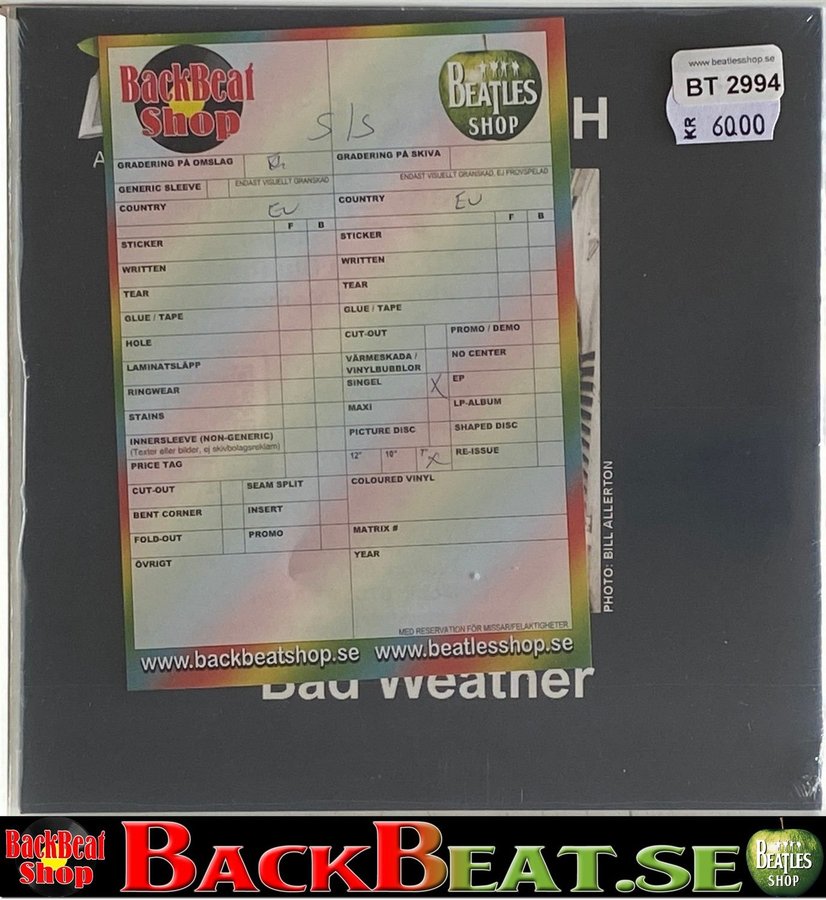 www.beatlesshop.se
BT 2994
KR 6000
H
A
BackBeat
Shop
BEATLES
SHOP
S/S
GRADERING PÅ OMSLAG
GRADERING PÅ SKIVA
ENDAST VISUELLT GRANSKAD
ENDAST VISUELLT GRANSKAD, EJ PROVSPELAD
GENERIC SLEEVE
COUNTRY EU
COUNTRY EU
F B
F B
STICKER
STICKER
WRITTEN
WRITTEN
TEAR
TEAR
GLUE / TAPE
GLUE / TAPE
HOLE
CUT-OUT
PROMO / DEMO
LAMINATSLÄPP
VÄRMESKADA /
VINYLBUBBLOR
NO CENTER
RINGWEAR
SINGEL X
EP
STAINS
MAXI
LP-ALBUM
INNERSLEEVE (NON-GENERIC)
(Texter eller bilder, ej skivbolagsreklam)
PICTURE DISC
SHAPED DISC
PRICE TAG
12" 10" 7" X
RE-ISSUE
CUT-OUT
SEAM SPLIT
COLOURED VINYL
BENT CORNER
INSERT
FOLD-OUT
PROMO
MATRIX #
ÖVRIGT
YEAR
MED RESERVATION FÖR MISSAR/FELAKTIGHETER.
www.backbeatshop.se www.beatlesshop.se
PHOTO: BILL ALLERTON
Bad Weather
BackBeat
Shop
BACKBEAT.SE
BEATLES
SHOP